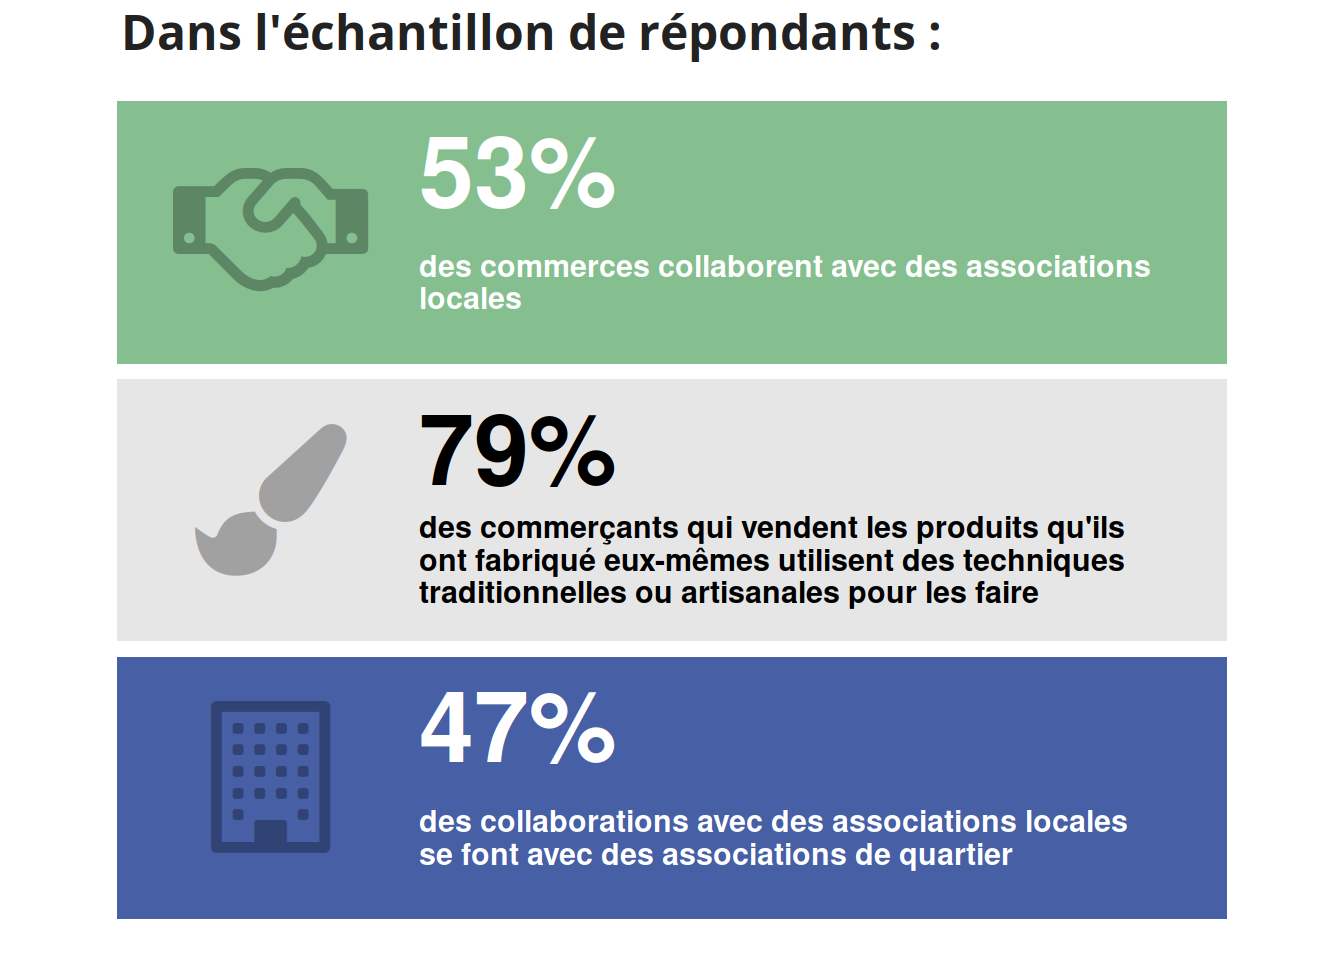 Dans l'échantillon de répondants :
53%
des commerces collaborent avec des associations
locales
79%
des commerçants qui vendent les produits qu'ils
ont fabriqué eux-mêmes utilisent des techniques
traditionnelles ou artisanales pour les faire
47%
des collaborations avec des associations locales
se font avec des associations de quartier